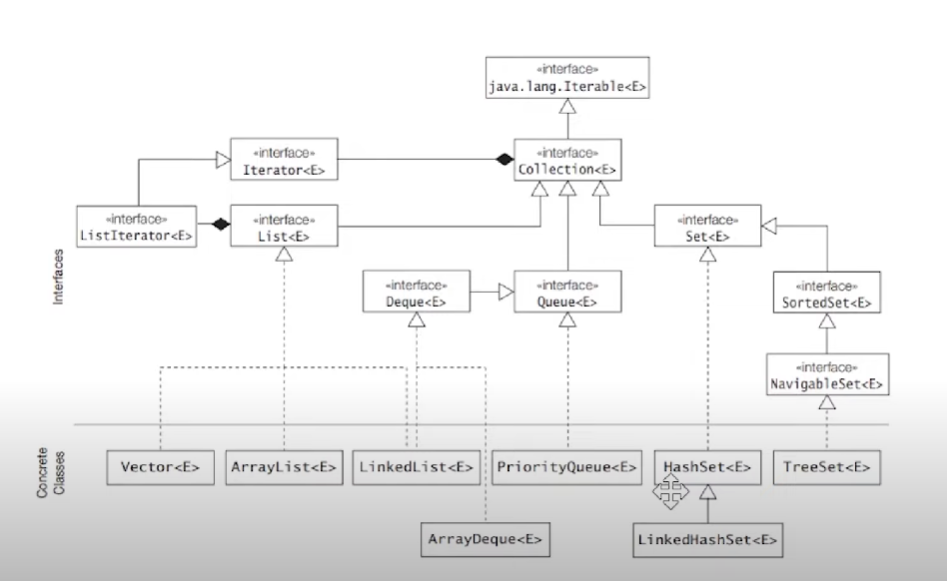 «interface»
java.lang.Iterable<E>
«interface»
Iterator<E>
«interface»
Collection<E>
«interface»
ListIterator<E>
«interface»
List<E>
«interface»
Set<E>
Interfaces
«interface»
Deque<E>
«interface»
Queue<E>
«interface»
SortedSet<E>
«interface»
NavigableSet<E>
Concrete
Classes
Vector<E>
ArrayList<E>
LinkedList<E>
PriorityQueue<E>
HashSet<E>
TreeSet<E>
ArrayDeque<E>
LinkedHashSet<E>